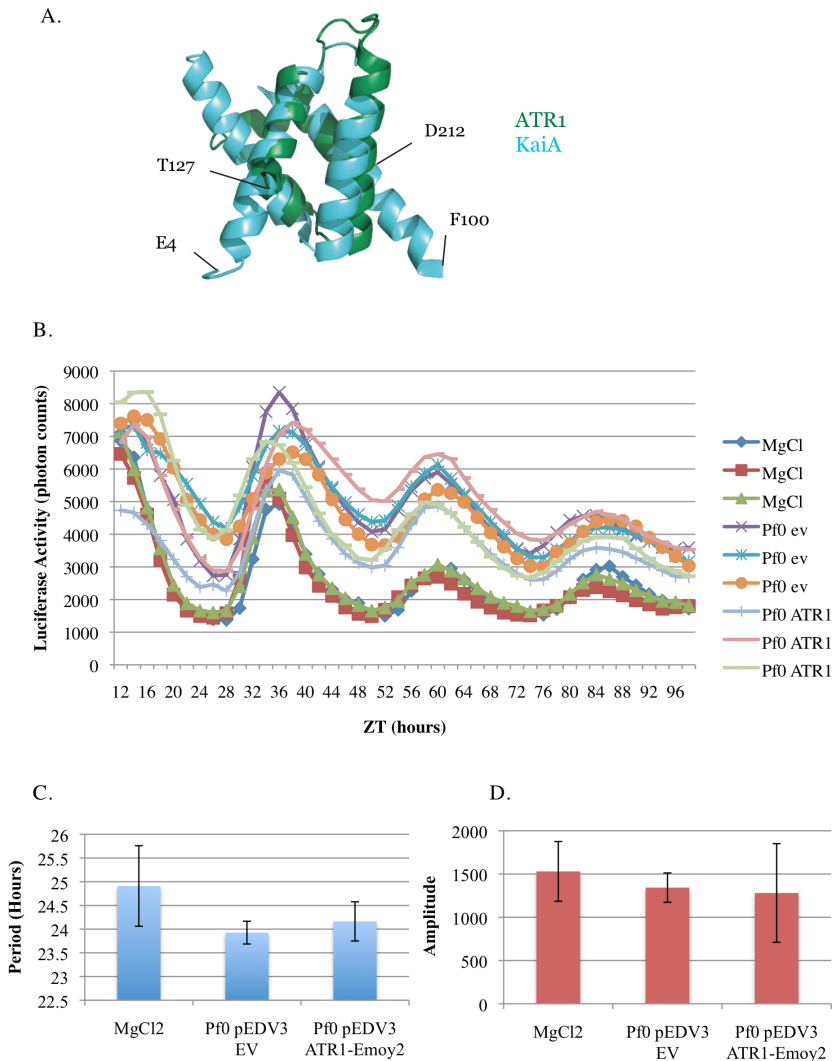 A.
ATR1
KaiA
D212
T127
F100
E4
B.
Luciferase Activity (photon counts)
9000
8000
7000
6000
5000
4000
3000
2000
1000
0
12 16 20 24 28 32 36 40 44 48 52 56 60 64 68 72 76 80 84 88 92 96
ZT (hours)
MgCl
MgCl
MgCl
Pf0 ev
Pf0 ev
Pf0 ev
Pf0 ATR1
Pf0 ATR1
Pf0 ATR1
C.
Period (Hours)
26
25.5
25
24.5
24
23.5
23
22.5
MgCl2
Pf0 pEDV3 EV
Pf0 pEDV3 ATR1-Emoy2
D.
Amplitude
2000
1500
1000
500
0
MgCl2
Pf0 pEDV3 EV
Pf0 pEDV3 ATR1-Emoy2